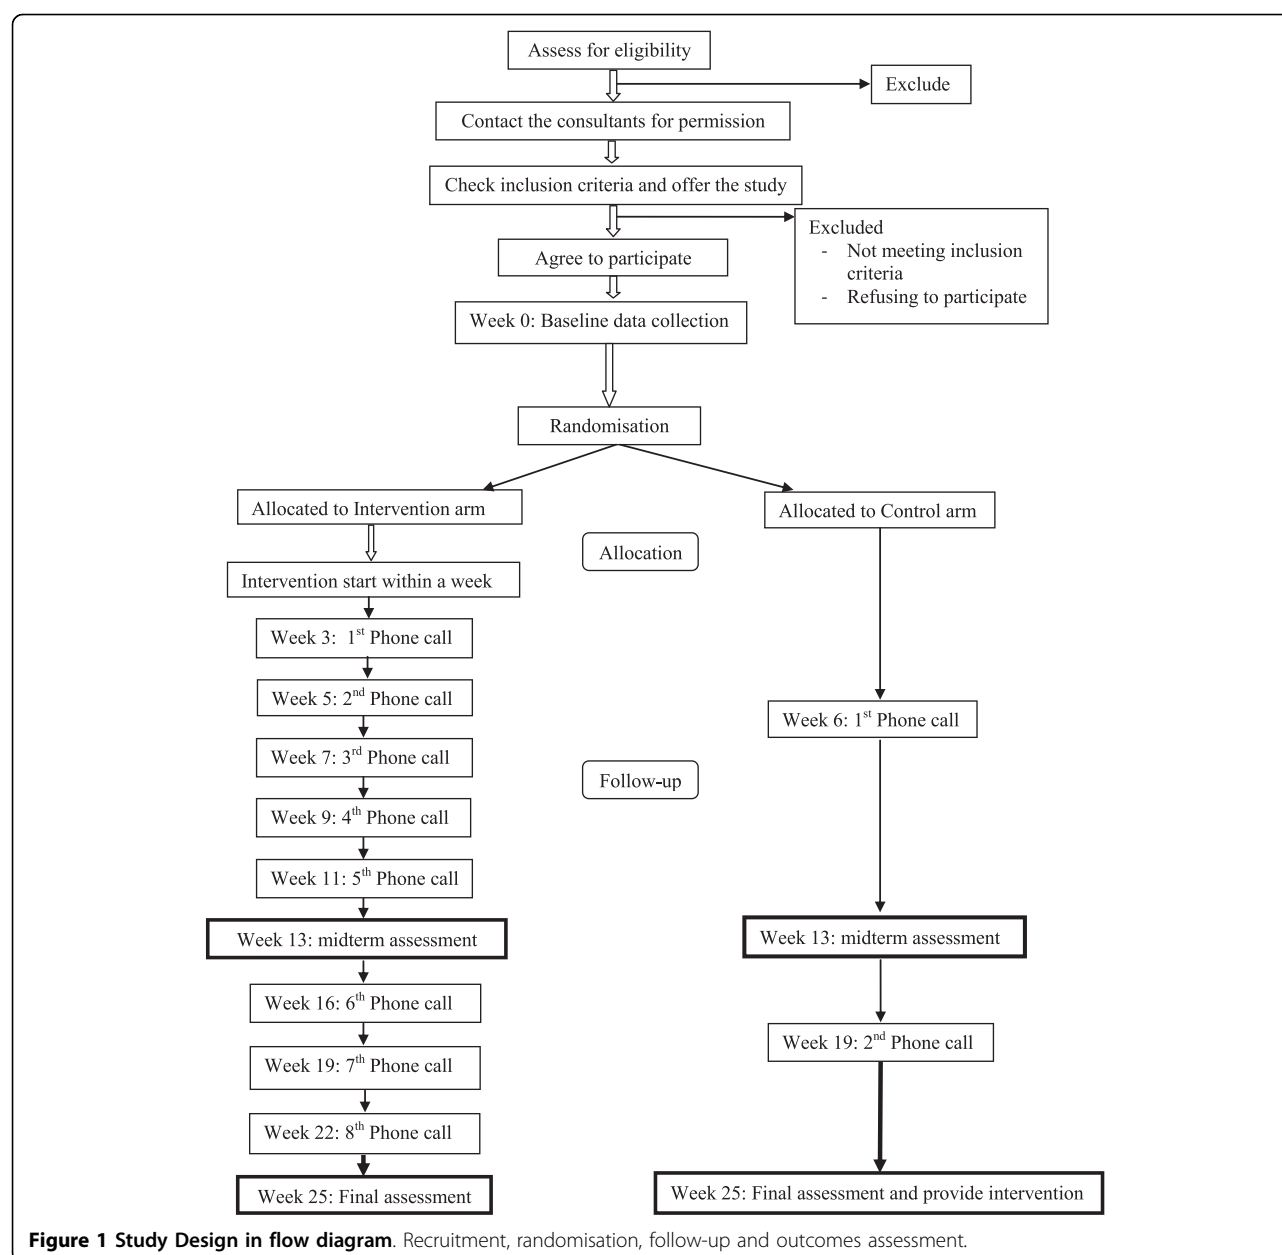 Assess for eligibility
Exclude
Contact the consultants for permission
Check inclusion criteria and offer the study
Excluded
- Not meeting inclusion
criteria
- Refusing to participate
Agree to participate
Week 0: Baseline data collection
Randomisation
Allocated to Intervention arm
Allocated to Control arm
Allocation
Intervention start within a week
Week 3: 1st Phone call
Week 5: 2nd Phone call
Week 6: 1st Phone call
Week 7: 3rd Phone call
Follow-up
Week 9: 4th Phone call
Week 11: 5th Phone call
Week 13: midterm assessment
Week 13: midterm assessment
Week 16: 6th Phone call
Week 19: 2nd Phone call
Week 19: 7th Phone call
Week 22: 8th Phone call
Week 25: Final assessment
Week 25: Final assessment and provide intervention
Figure 1 Study Design in flow diagram. Recruitment, randomisation, follow-up and outcomes assessment.